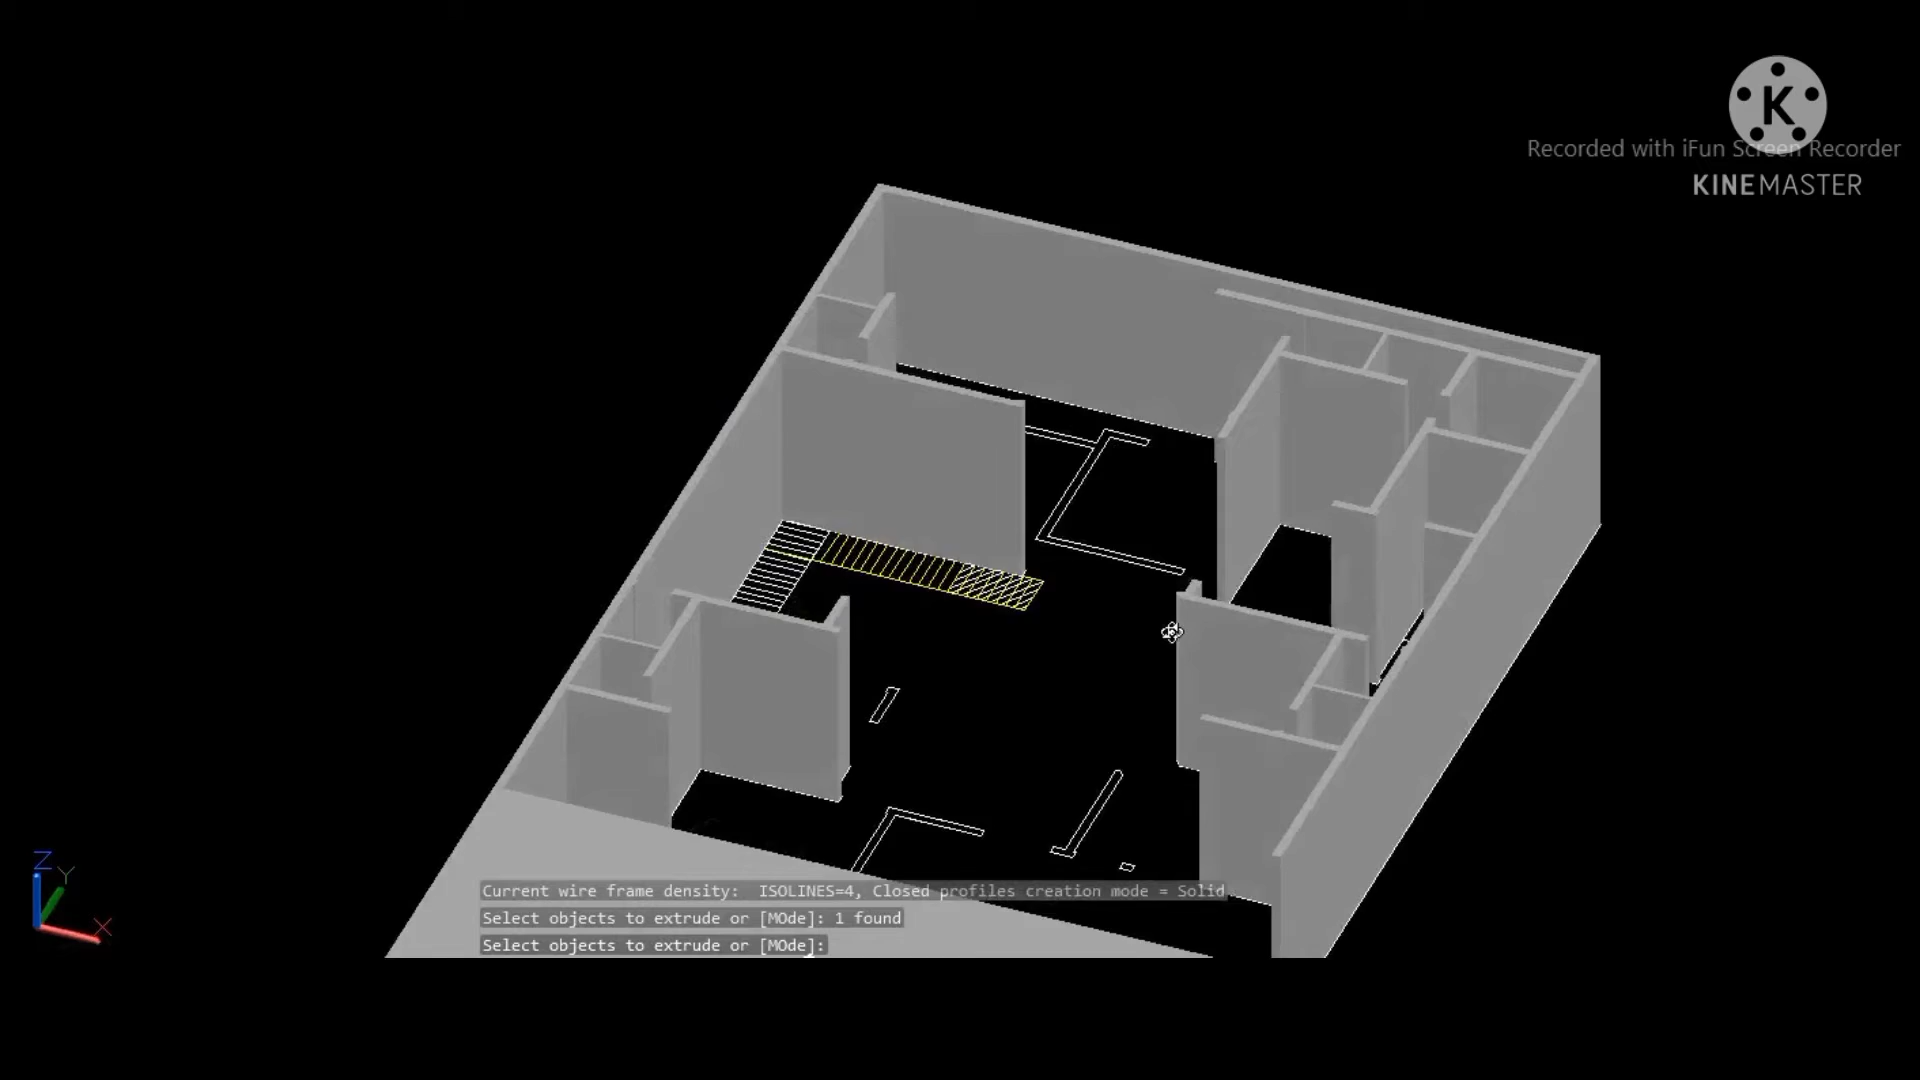 K
Recorded with iFun Screen Recorder
KINEMASTER
Current wire frame density:  ISOLINES=4, Closed profiles creation mode = Solid
Select objects to extrude or [MOde]: 1 found
Select objects to extrude or [MOde]:
Z
Y
X